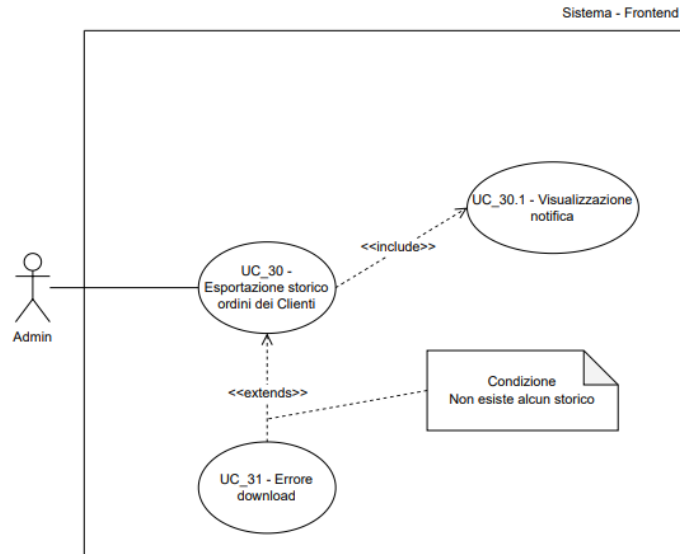 Sistema - Frontend
UC_30.1 - Visualizzazione
notifica
<<include>>
UC_30 -
Esportazione storico
ordini dei Clienti
Admin
Condizione
Non esiste alcun storico
<<extends>>
UC_31 - Errore
download